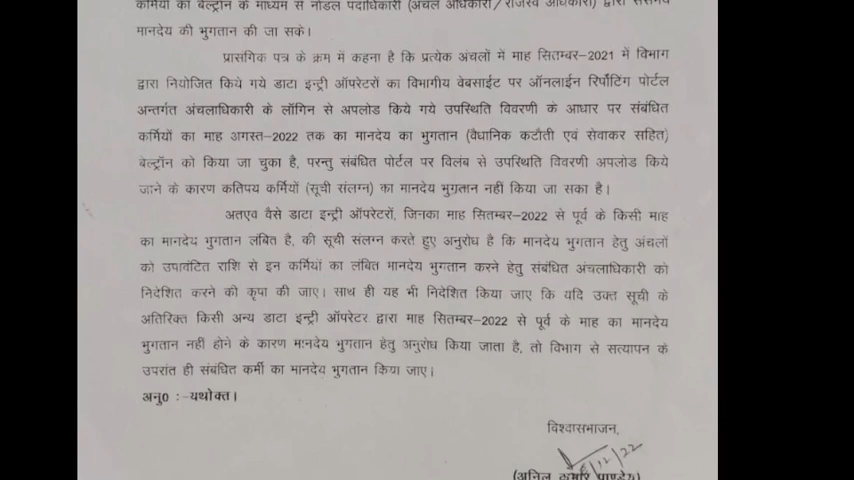 कर्मियों का बेल्ट्रॉन के माध्यम से नोडल पदाधिकारी (अंचल अधिकारी/राजस्व अधिकारी) द्वारा ससमय
मानदेय की भुगतान की जा सके।
प्रासंगिक पत्र के क्रम में कहना है कि प्रत्येक अंचलों में माह सितम्बर–2021 में विभाग
द्वारा नियोजित किये गये डाटा इन्ट्री ऑपरेटरों का विभागीय वेबसाईट पर ऑनलाईन रिर्पोटिंग पोर्टल
अन्तर्गत अंचलाधिकारी के लॉगिन से अपलोड किये गये उपस्थिति विवरणी के आधार पर संबंधित
कर्मियों का माह अगस्त–2022 तक का मानदेय का भुगतान (वैधानिक कटौती एवं सेवाकर सहित)
बेल्ट्रॉन को किया जा चुका है, परन्तु संबंधित पोर्टल पर विलंब से उपस्थिति विवरणी अपलोड किये
जाने के कारण कतिपय कर्मियों (सूची संलग्न) का मानदेय भुगतान नहीं किया जा सका है।
अतएव वैसे डाटा इन्ट्री ऑपरेटरों, जिनका माह सितम्बर–2022 से पूर्व के किसी माह
का मानदेय भुगतान लंबित है, की सूची संलग्न करते हुए अनुरोध है कि मानदेय भुगतान हेतु अंचलों
को उपावंटित राशि से इन कर्मियों का लंबित मानदेय भुगतान करने हेतु संबंधित अंचलाधिकारी को
निदेशित करने की कृपा की जाए। साथ ही यह भी निदेशित किया जाए कि यदि उक्त सूची के
अतिरिक्त किसी अन्य डाटा इन्ट्री ऑपरेटर द्वारा माह सितम्बर–2022 से पूर्व के माह का मानदेय
भुगतान नहीं होने के कारण मानदेय भुगतान हेतु अनुरोध किया जाता है, तो विभाग से सत्यापन के
उपरांत ही संबंधित कर्मी का मानदेय भुगतान किया जाए।
अनु0 :–यथोक्त।
विश्वासभाजन,
/12/22
(अनिल कुमार पाण्डेय)